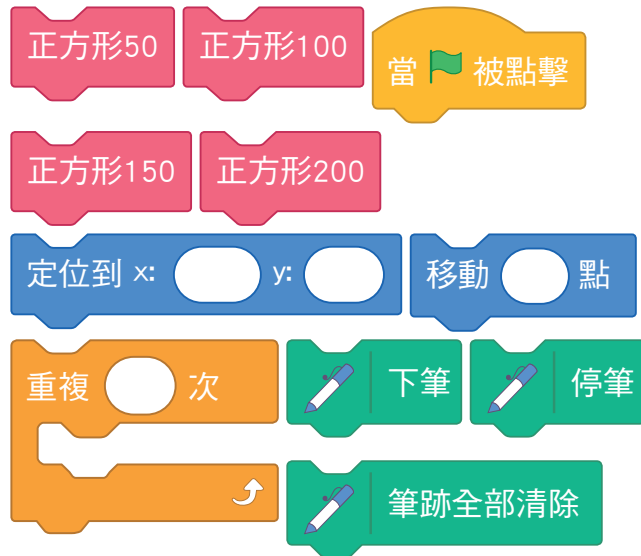 正方形50 正方形100 當 被點擊
正方形150 正方形200
定位到 x: y: 移動 點
重複 次 下筆 停筆
筆跡全部清除